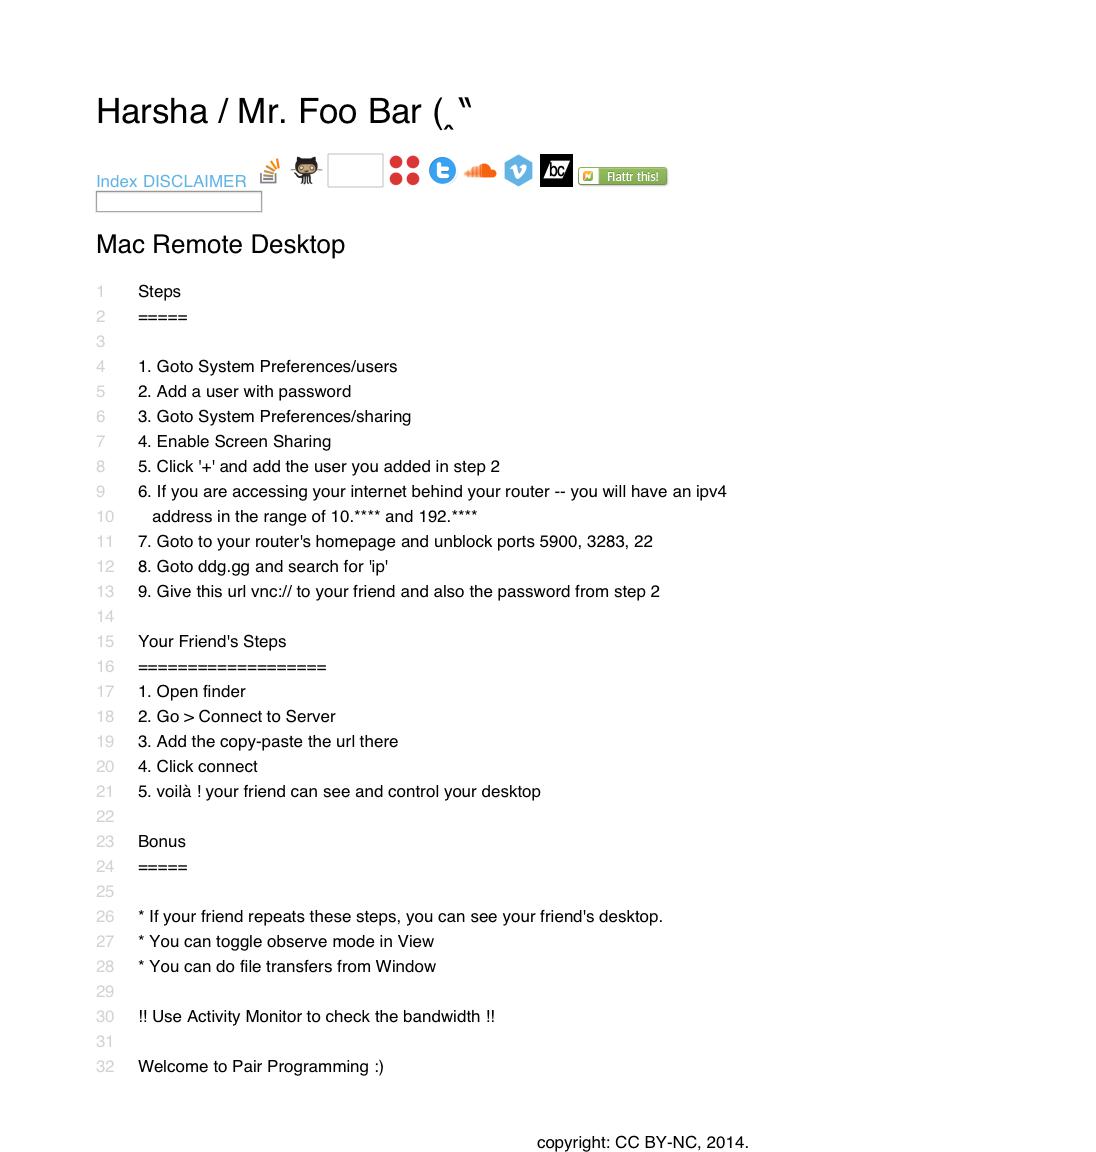 Harsha / Mr. Foo Bar (‸‶
Index DISCLAIMER bc Flattr this!
Mac Remote Desktop
1 Steps
2 =====
3
4 1. Goto System Preferences/users
5 2. Add a user with password
6 3. Goto System Preferences/sharing
7 4. Enable Screen Sharing
8 5. Click '+' and add the user you added in step 2
9 6. If you are accessing your internet behind your router -- you will have an ipv4
10 address in the range of 10.**** and 192.****
11 7. Goto to your router's homepage and unblock ports 5900, 3283, 22
12 8. Goto ddg.gg and search for 'ip'
13 9. Give this url vnc:// to your friend and also the password from step 2
14
15 Your Friend's Steps
16 ===================
17 1. Open finder
18 2. Go > Connect to Server
19 3. Add the copy-paste the url there
20 4. Click connect
21 5. voilà ! your friend can see and control your desktop
22
23 Bonus
24 =====
25
26 * If your friend repeats these steps, you can see your friend's desktop.
27 * You can toggle observe mode in View
28 * You can do file transfers from Window
29
30 !! Use Activity Monitor to check the bandwidth !!
31
32 Welcome to Pair Programming :)
copyright: CC BY-NC, 2014.